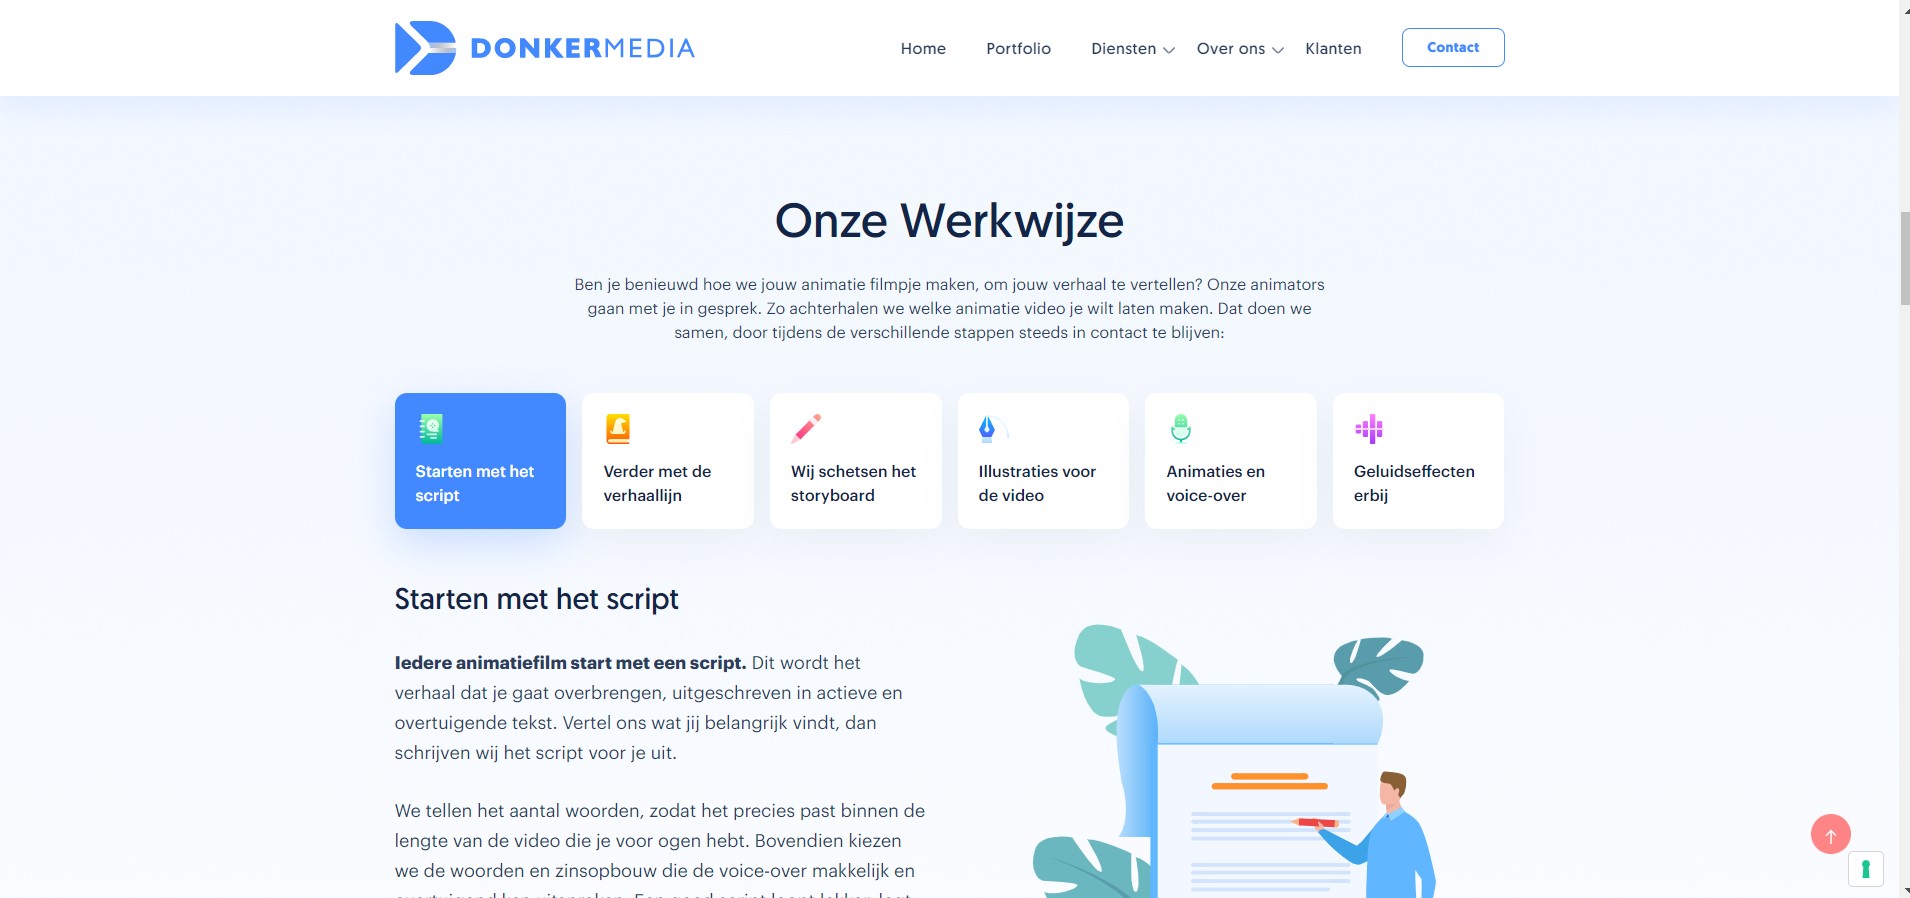 DONKERMEDIA
Home
Portfolio
Diensten
Over ons
Klanten
Contact
Onze Werkwijze
Ben je benieuwd hoe we jouw animatie filmpje maken, om jouw verhaal te vertellen? Onze animators
gaan met je in gesprek. Zo achterhalen we welke animatie video je wilt laten maken. Dat doen we
samen, door tijdens de verschillende stappen steeds in contact te blijven:
Starten met het
script
Verder met de
verhaallijn
Wij schetsen het
storyboard
Illustraties voor
de video
Animaties en
voice-over
Geluidseffecten
erbij
Starten met het script
Iedere animatiefilm start met een script. Dit wordt het
verhaal dat je gaat overbrengen, uitgeschreven in actieve en
overtuigende tekst. Vertel ons wat jij belangrijk vindt, dan
schrijven wij het script voor je uit.
We tellen het aantal woorden, zodat het precies past binnen de
lengte van de video die je voor ogen hebt. Bovendien kiezen
we de woorden en zinsopbouw die de voice-over makkelijk en